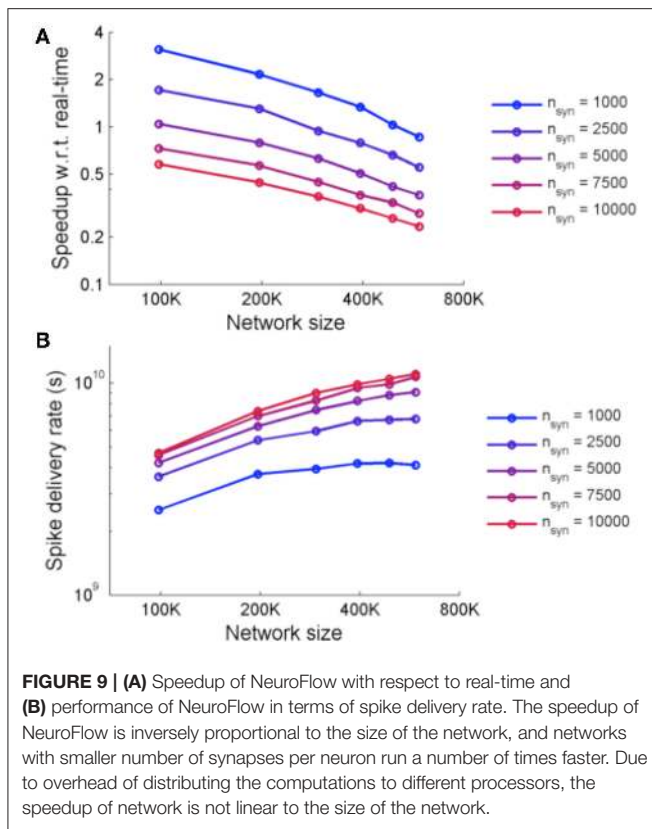 A
4
2
1
0.5
0.2
0.1
Speedup w.r.t. real-time
100K 200K 400K 800K
Network size
n_syn = 1000
n_syn = 2500
n_syn = 5000
n_syn = 7500
n_syn = 10000
B
10^10
10^9
Spike delivery rate (s)
100K 200K 400K 800K
Network size
n_syn = 1000
n_syn = 2500
n_syn = 5000
n_syn = 7500
n_syn = 10000
FIGURE 9 | (A) Speedup of NeuroFlow with respect to real-time and
(B) performance of NeuroFlow in terms of spike delivery rate. The speedup of
NeuroFlow is inversely proportional to the size of the network, and networks
with smaller number of synapses per neuron run a number of times faster. Due
to overhead of distributing the computations to different processors, the
speedup of network is not linear to the size of the network.